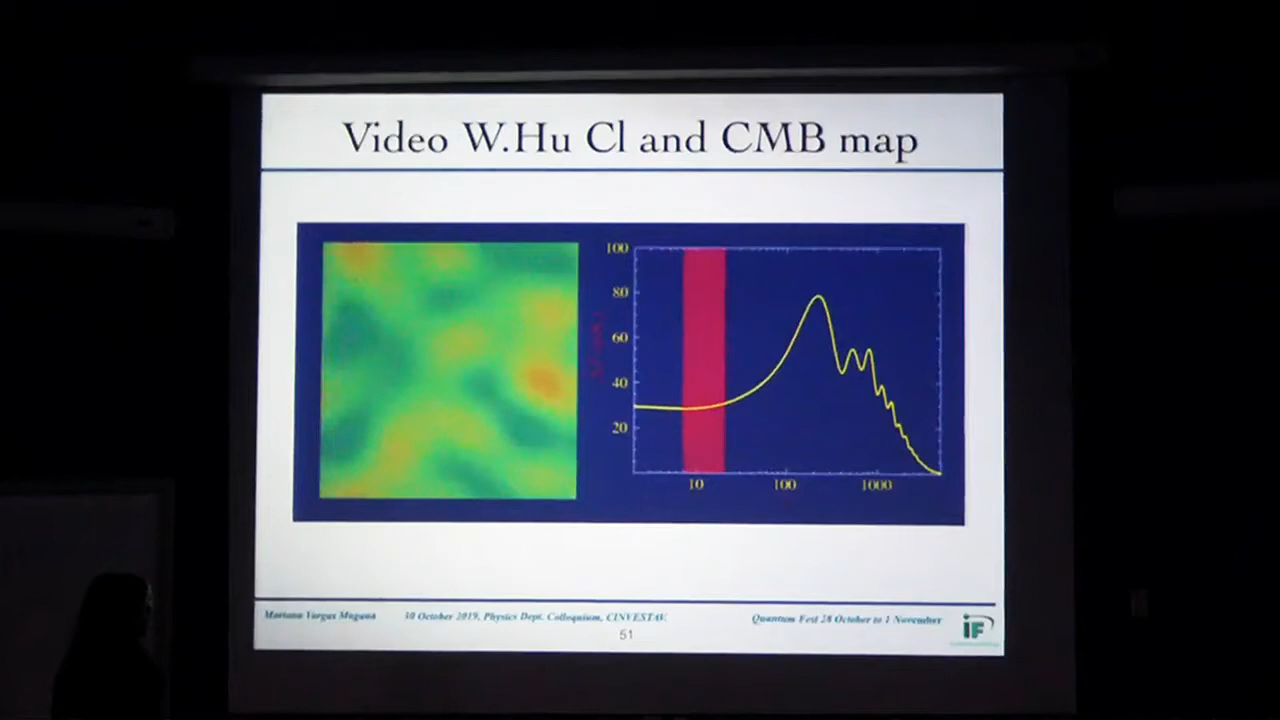 Video W.Hu Cl and CMB map
100
80
60
40
20
10 100 1000
Mariana Vargas Magana 30 October 2019, Physics Dept. Colloquium, CINVESTAV. Quantum Fest 28 October to 1 November
51
iF